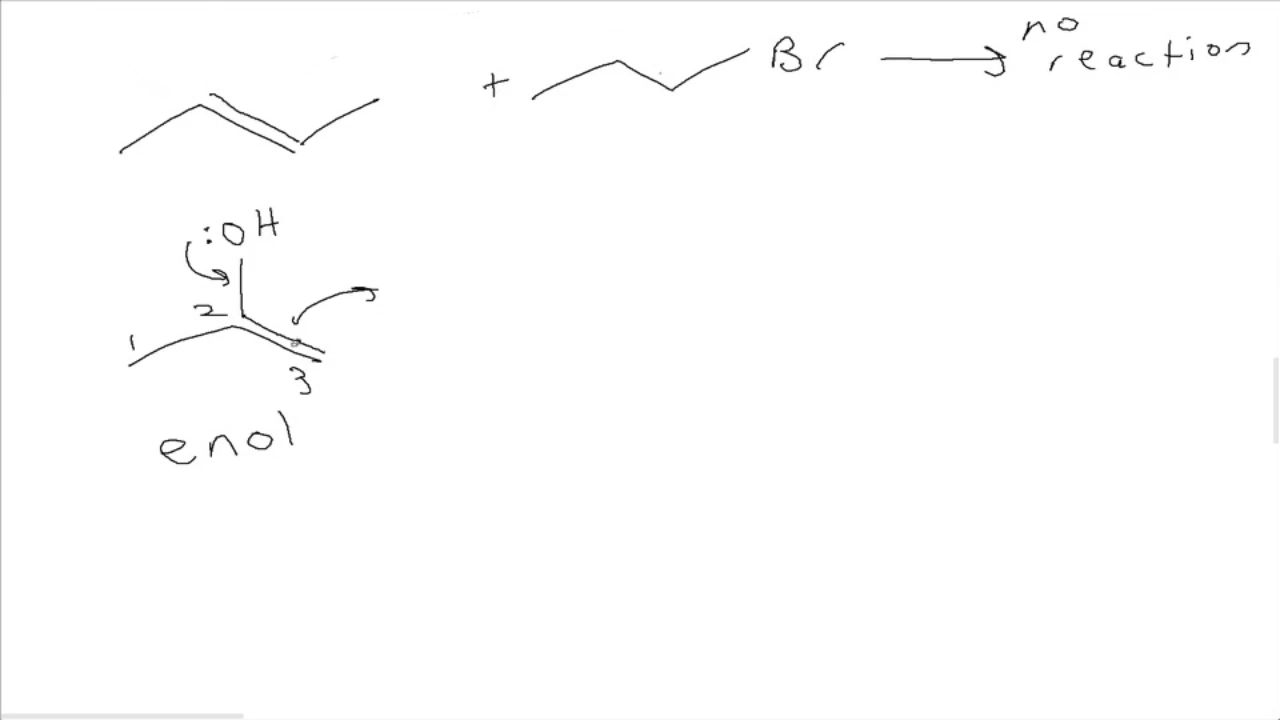 + Br → no reaction
:OH
2
1
3
enol